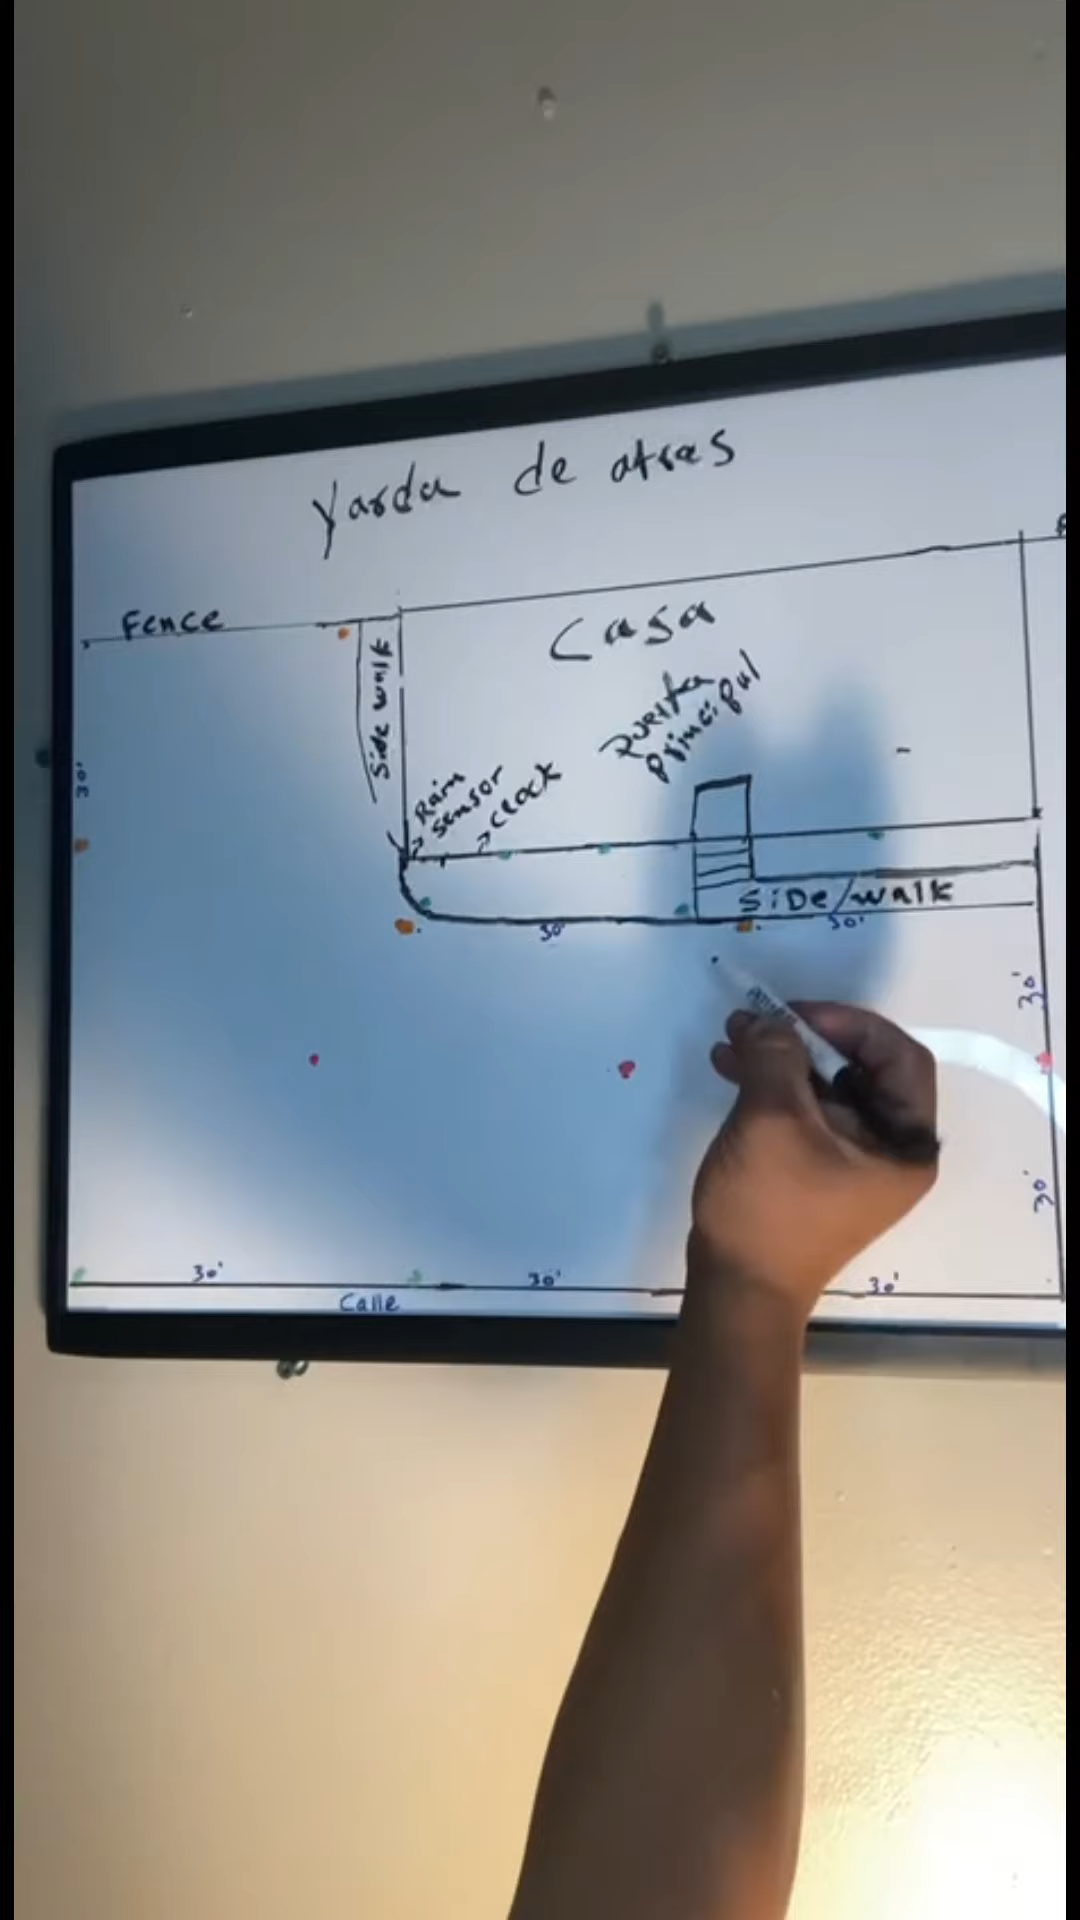 Yarda de atras
Fence
Casa
Side walk
Puerta
Principal
30'
Rain
sensor
clock
SiDe/walk
30'
30'
30'
30'
30'
30'
30'
Calle